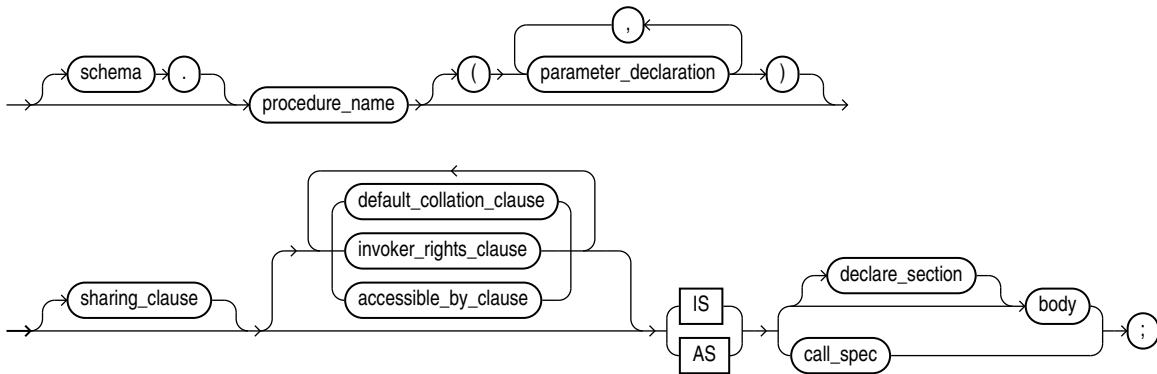 ,
schema . ( parameter_declaration )
procedure_name
default_collation_clause
invoker_rights_clause
sharing_clause accessible_by_clause
declare_section
IS body
AS call_spec ;